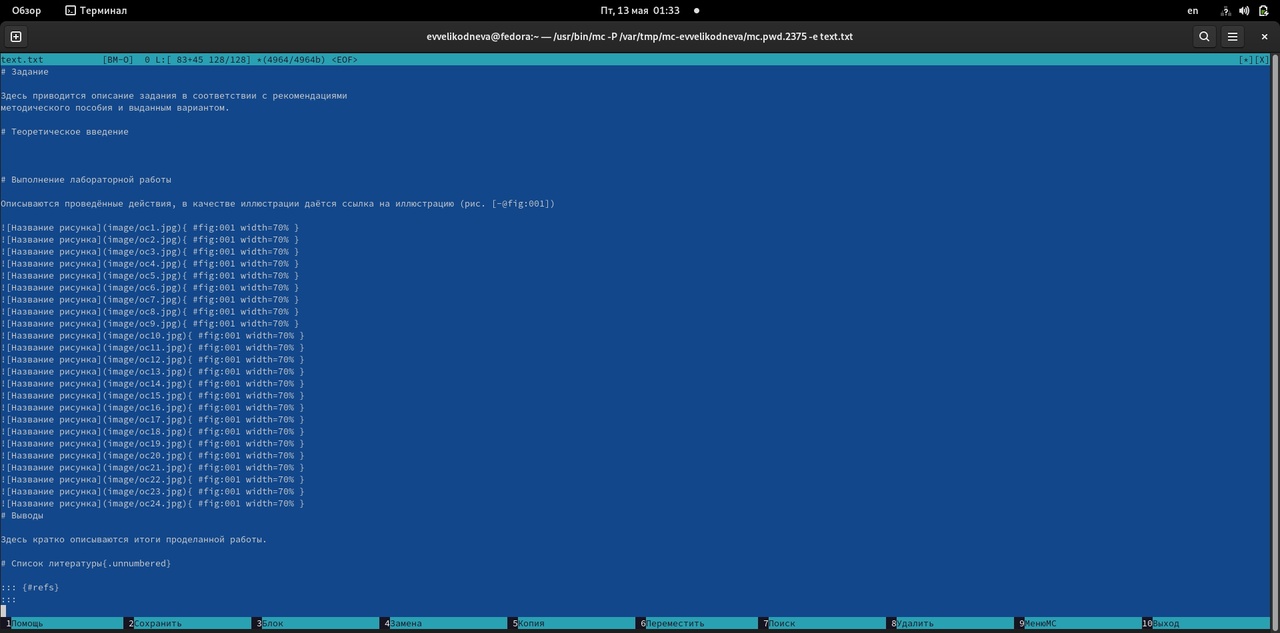 Обзор Терминал Пт, 13 мая 01:33 en
evvelikodneva@fedora:~ — /usr/bin/mc -P /var/tmp/mc-evvelikodneva/mc.pwd.2375 -e text.txt
text.txt [BM-O] 0 L:[ 83+45 128/128] *(4964/4964b) <EOF> [*][X]
# Задание
Здесь приводится описание задания в соответствии с рекомендациями
методического пособия и выданным вариантом.
# Теоретическое введение
# Выполнение лабораторной работы
Описываются проведённые действия, в качестве иллюстрации даётся ссылка на иллюстрацию (рис. [-@fig:001])
![Название рисунка](image/oc1.jpg){ #fig:001 width=70% }
![Название рисунка](image/oc2.jpg){ #fig:001 width=70% }
![Название рисунка](image/oc3.jpg){ #fig:001 width=70% }
![Название рисунка](image/oc4.jpg){ #fig:001 width=70% }
![Название рисунка](image/oc5.jpg){ #fig:001 width=70% }
![Название рисунка](image/oc6.jpg){ #fig:001 width=70% }
![Название рисунка](image/oc7.jpg){ #fig:001 width=70% }
![Название рисунка](image/oc8.jpg){ #fig:001 width=70% }
![Название рисунка](image/oc9.jpg){ #fig:001 width=70% }
![Название рисунка](image/oc10.jpg){ #fig:001 width=70% }
![Название рисунка](image/oc11.jpg){ #fig:001 width=70% }
![Название рисунка](image/oc12.jpg){ #fig:001 width=70% }
![Название рисунка](image/oc13.jpg){ #fig:001 width=70% }
![Название рисунка](image/oc14.jpg){ #fig:001 width=70% }
![Название рисунка](image/oc15.jpg){ #fig:001 width=70% }
![Название рисунка](image/oc16.jpg){ #fig:001 width=70% }
![Название рисунка](image/oc17.jpg){ #fig:001 width=70% }
![Название рисунка](image/oc18.jpg){ #fig:001 width=70% }
![Название рисунка](image/oc19.jpg){ #fig:001 width=70% }
![Название рисунка](image/oc20.jpg){ #fig:001 width=70% }
![Название рисунка](image/oc21.jpg){ #fig:001 width=70% }
![Название рисунка](image/oc22.jpg){ #fig:001 width=70% }
![Название рисунка](image/oc23.jpg){ #fig:001 width=70% }
![Название рисунка](image/oc24.jpg){ #fig:001 width=70% }
# Выводы
Здесь кратко описываются итоги проделанной работы.
# Список литературы{.unnumbered}
::: {#refs}
:::
1Помощь 2Сохранить 3Блок 4Замена 5Копия 6Переместить 7Поиск 8Удалить 9МенюMC 10Выход